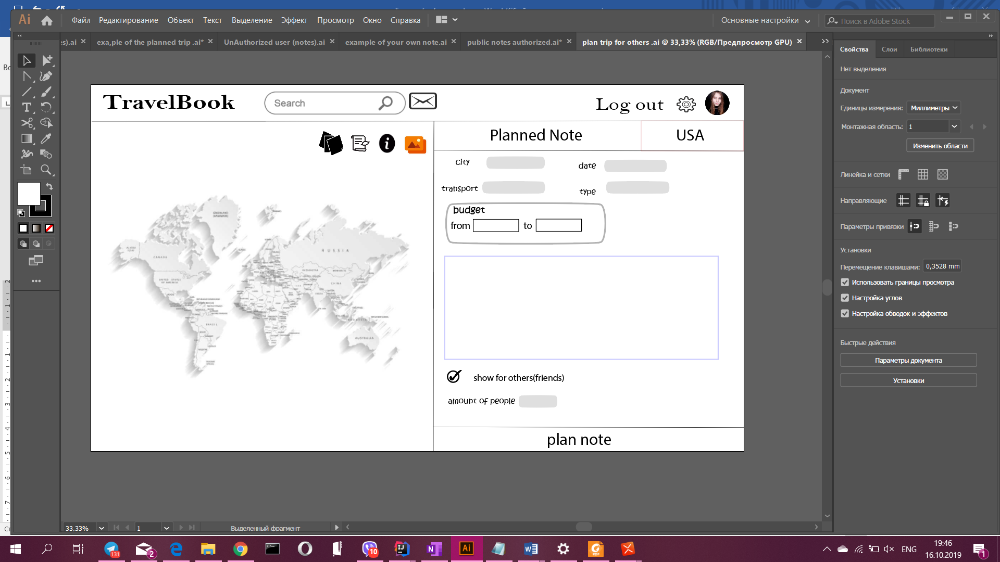 Ai
Файл Редактирование Объект Текст Выделение Эффект Просмотр Окно Справка
Основные настройки
Поиск в Adobe Stock
s).ai
exa,ple of the planned trip .ai*
UnAuthorized user (notes).ai
example of your own note.ai
public notes authorized.ai*
plan trip for others .ai @ 33,33% (RGB/Предпросмотр GPU)
TravelBook
Search
Log out
Planned Note
USA
City
date
transport
type
budget
from
to
GREENLAND
RUSSIA
CANADA
CHINA
BRAZIL
AUSTRALIA
show for others(friends)
amount of people
plan note
Свойства Слои Библиотеки
Нет выделения
Документ
Единицы измерения: Миллиметры
Монтажная область: 1
Изменить области
Линейка и сетки
Направляющие
Параметры привязки
Установки
Перемещение клавишами: 0,3528 mm
Использовать границы просмотра
Настройка углов
Настройка обводок и эффектов
Быстрые действия
Параметры документа
Установки
33,33%
1
Выделенный фрагмент
131
2
10
ENG
19:46
16.10.2019
1